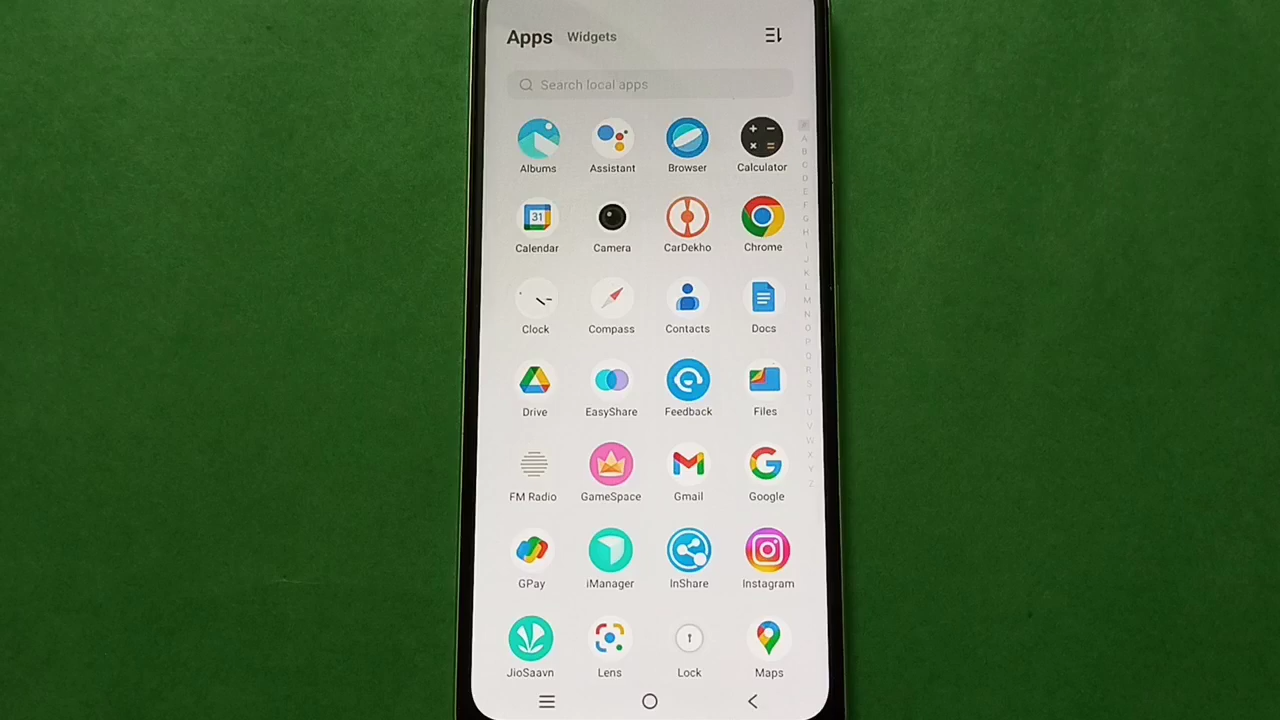 Apps Widgets
Search local apps
Albums Assistant Browser Calculator
31
Calendar Camera CarDekho Chrome
Clock Compass Contacts Docs
Drive EasyShare Feedback Files
FM Radio GameSpace Gmail Google
GPay iManager InShare Instagram
JioSaavn Lens Lock Maps
A
B
C
D
E
F
G
H
I
J
K
L
M
N
O
P
Q
R
S
T
U
V
W
X
Y
Z